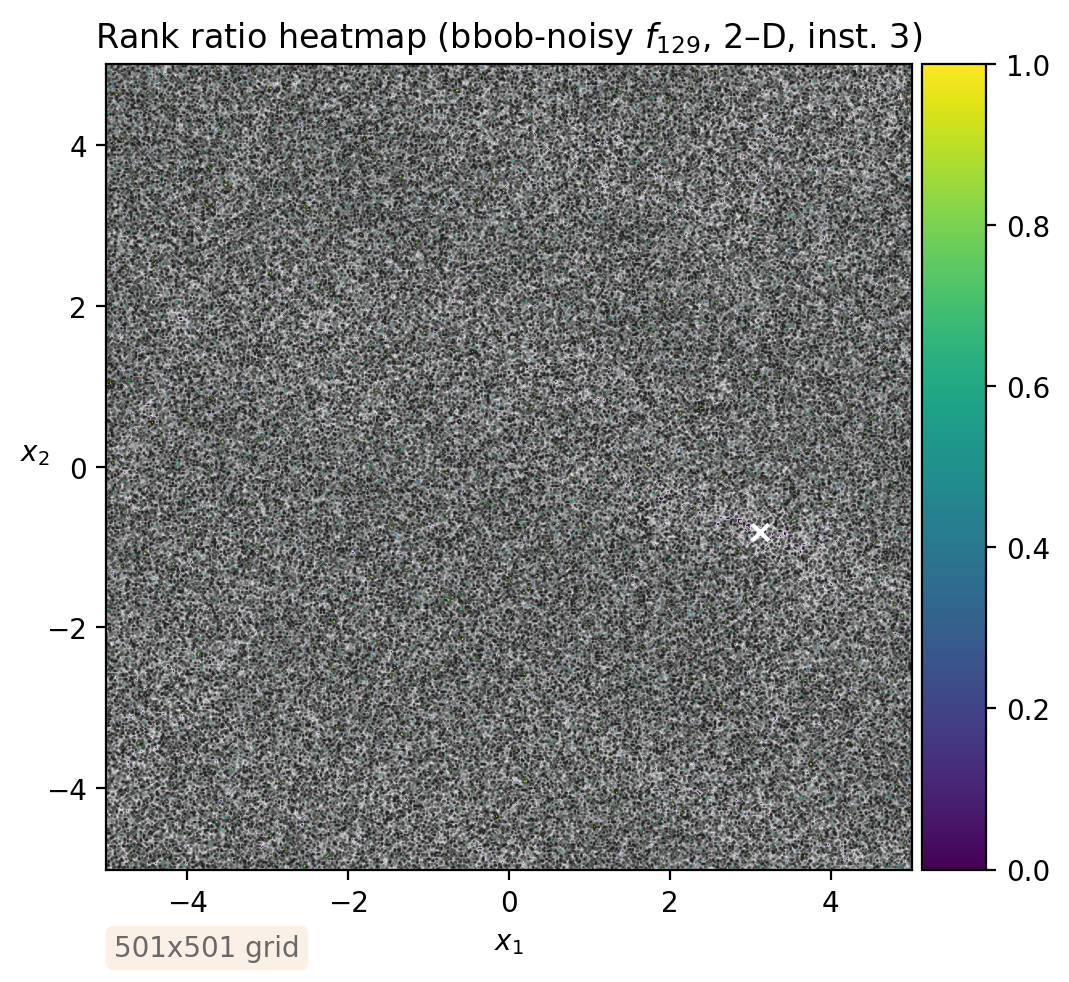 Rank ratio heatmap (bbob-noisy f129, 2–D, inst. 3)
1.0
4
0.8
2
0.6
x2 0
0.4
−2
0.2
−4
0.0
−4 −2 0 2 4
501x501 grid
x1